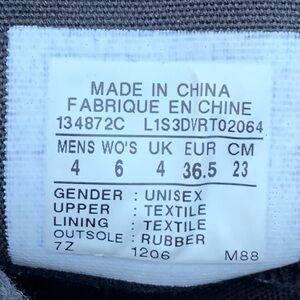 MADE IN CHINA
FABRIQUE EN CHINE
134872C L1S3DVRT02064
MENS WO'S UK EUR CM
4 6 4 36.5 23
GENDER : UNISEX
UPPER : TEXTILE
LINING : TEXTILE
OUTSOLE : RUBBER
7Z 1206 M88